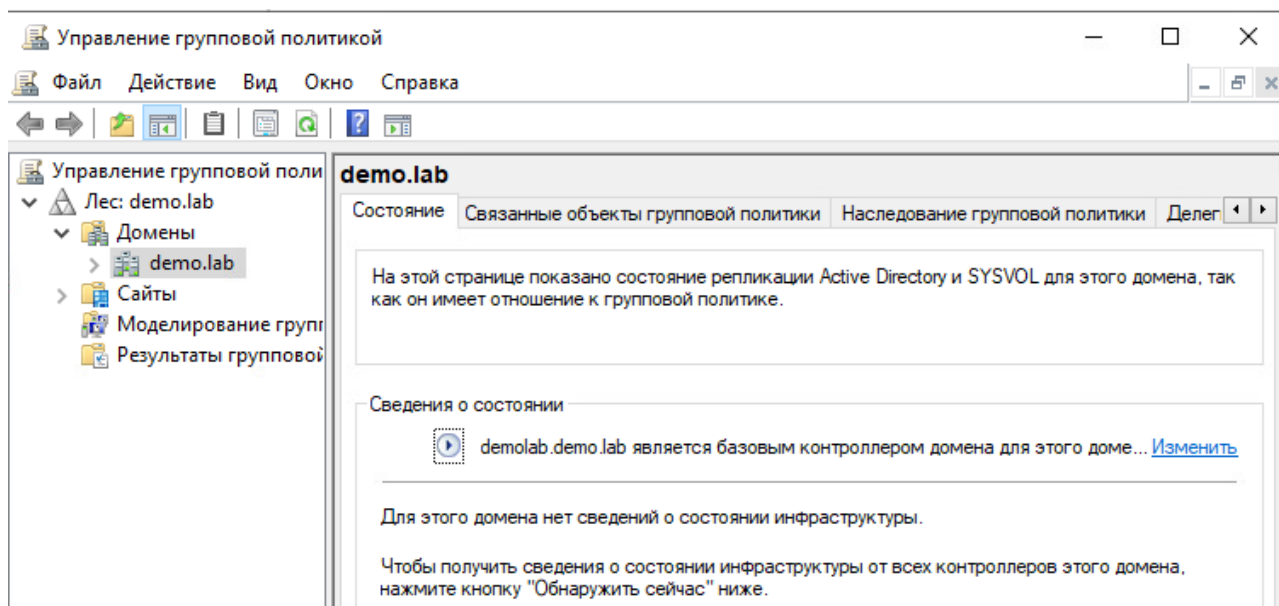 Управление групповой политикой
Файл Действие Вид Окно Справка
Управление групповой поли
Лес: demo.lab
Домены
demo.lab
Сайты
Моделирование групп
Результаты групповой
demo.lab
Состояние Связанные объекты групповой политики Наследование групповой политики Делег
На этой странице показано состояние репликации Active Directory и SYSVOL для этого домена, так
как он имеет отношение к групповой политике.
Сведения о состоянии
demolab.demo.lab является базовым контроллером домена для этого доме... Изменить
Для этого домена нет сведений о состоянии инфраструктуры.
Чтобы получить сведения о состоянии инфраструктуры от всех контроллеров этого домена,
нажмите кнопку "Обнаружить сейчас" ниже.